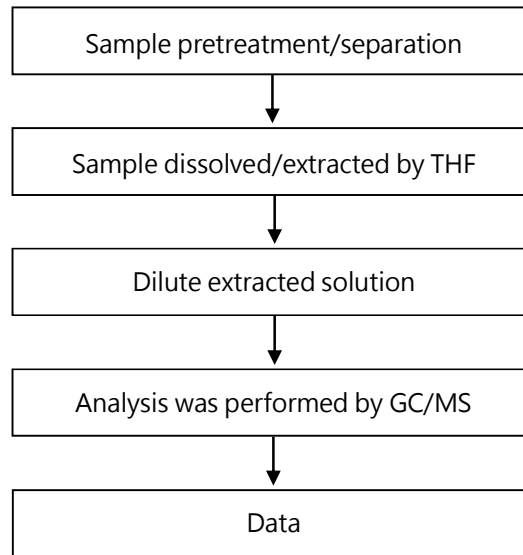 Sample pretreatment/separation
Sample dissolved/extracted by THF
Dilute extracted solution
Analysis was performed by GC/MS
Data